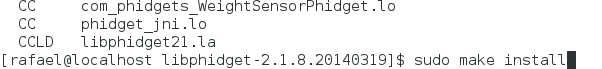 CC com_phidgets_WeightSensorPhidget.lo
CC phidget_jni.lo
CCLD libphidget21.la
[rafael@localhost libphidget-2.1.8.20140319]$ sudo make install